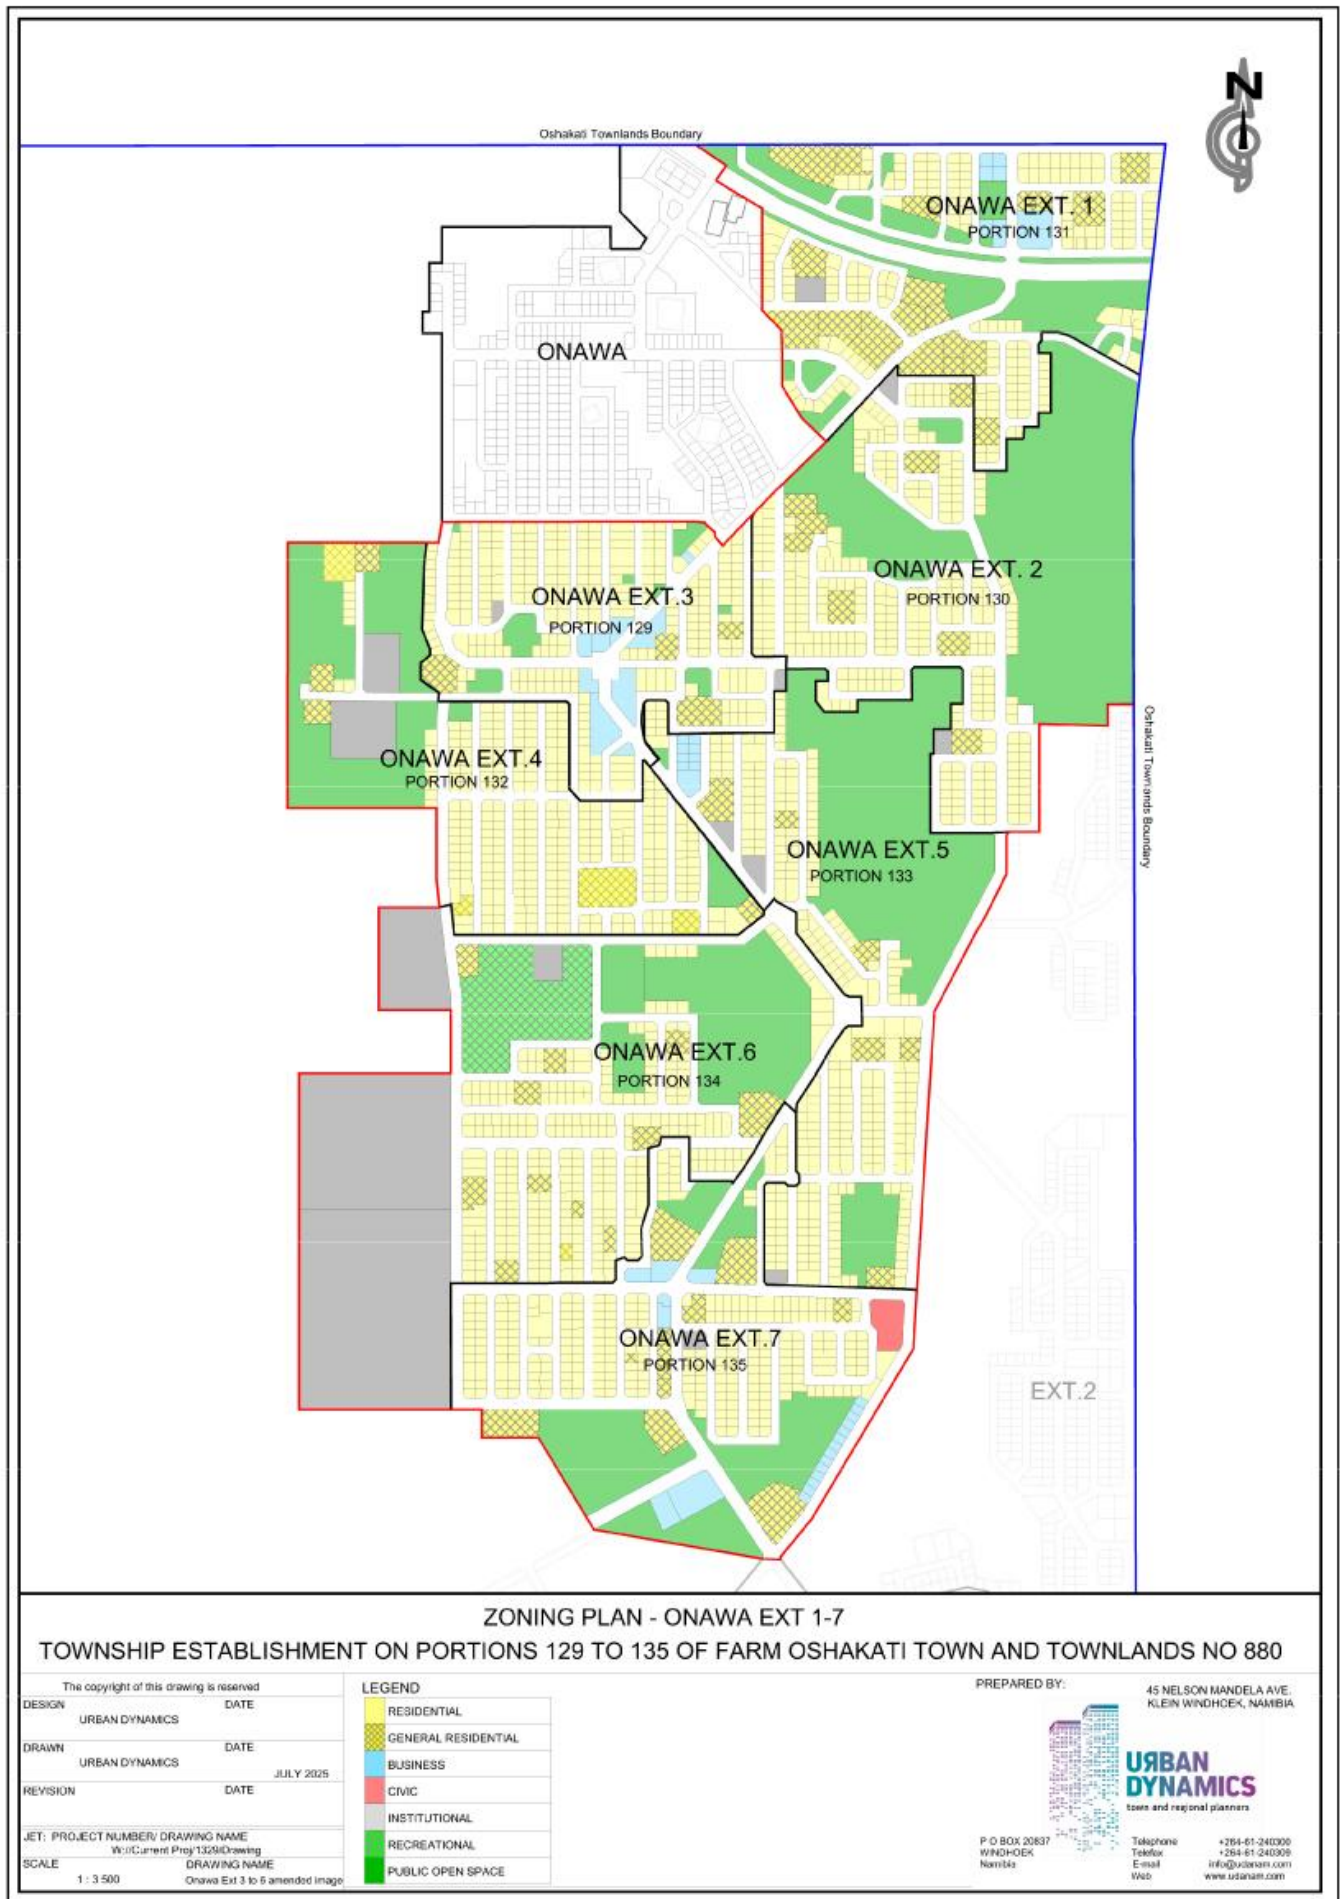 N
Oshakati Townlands Boundary
ONAWA EXT. 1
PORTION 131
ONAWA
ONAWA EXT. 2
PORTION 130
ONAWA EXT.3
PORTION 129
Oshakati Townlands Boundary
ONAWA EXT.4
PORTION 132
ONAWA EXT.5
PORTION 133
ONAWA EXT.6
PORTION 134
ONAWA EXT.7
PORTION 135
EXT.2
ZONING PLAN - ONAWA EXT 1-7
TOWNSHIP ESTABLISHMENT ON PORTIONS 129 TO 135 OF FARM OSHAKATI TOWN AND TOWNLANDS NO 880
The copyright of this drawing is reserved
DESIGN DATE
URBAN DYNAMICS
DRAWN DATE
URBAN DYNAMICS
JULY 2025
REVISION DATE
JET: PROJECT NUMBER/ DRAWING NAME
W://Current Proj/1329/Drawing
SCALE DRAWING NAME
1 : 3 500 Onawa Ext 3 to 6 amended image
LEGEND
RESIDENTIAL
GENERAL RESIDENTIAL
BUSINESS
CIVIC
INSTITUTIONAL
RECREATIONAL
PUBLIC OPEN SPACE
PREPARED BY:
45 NELSON MANDELA AVE.
KLEIN WINDHOEK, NAMIBIA
URBAN
DYNAMICS
town and regional planners
P O BOX 20837
WINDHOEK
Namibia
Telephone +264-61-240300
Telefax +264-61-240309
E-mail info@udanam.com
Web www.udanam.com